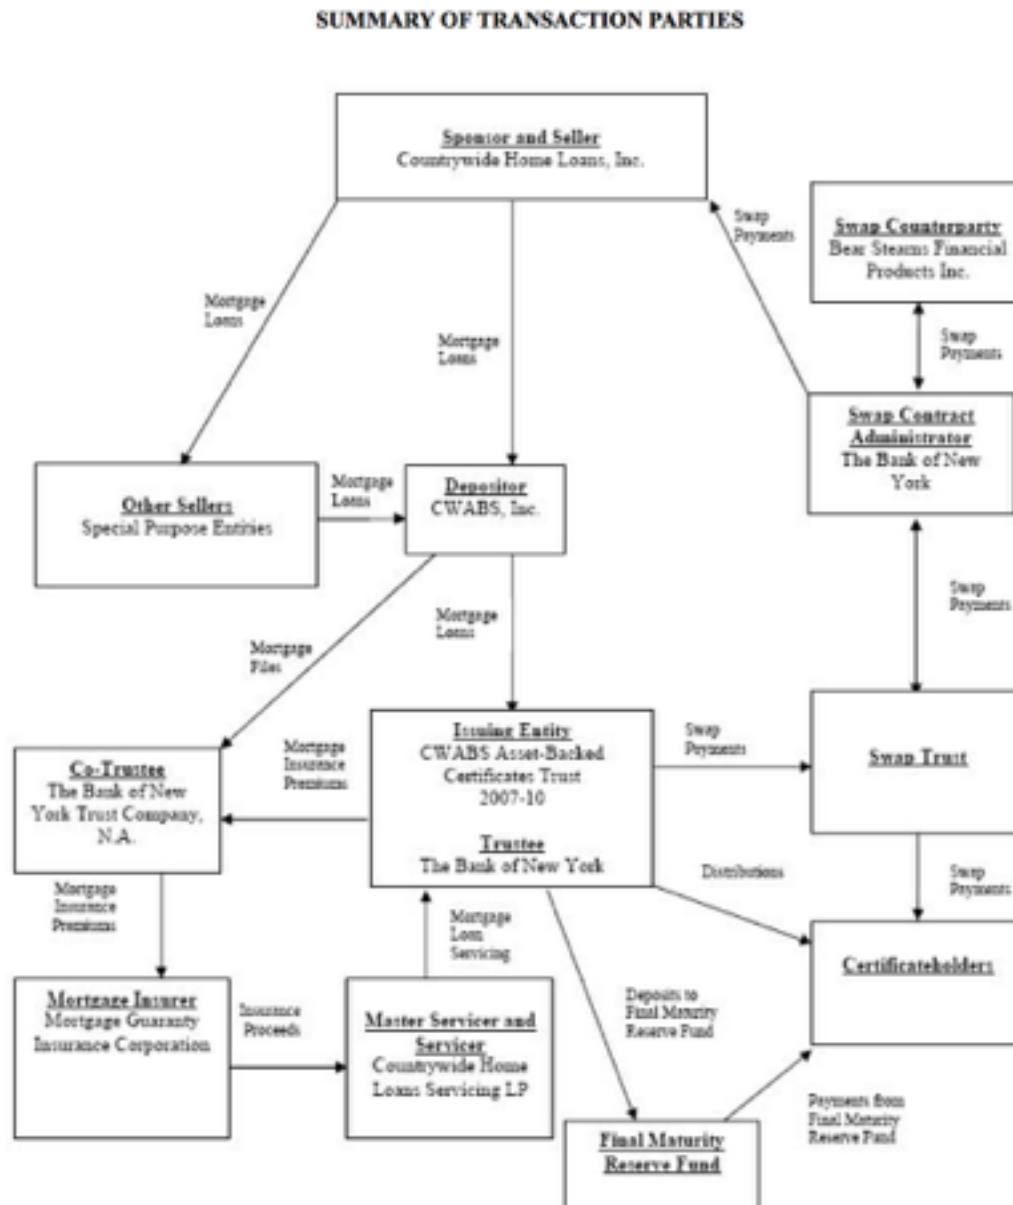 SUMMARY OF TRANSACTION PARTIES
Sponsor and Seller
Countrywide Home Loans, Inc.
Swap
Payments
Swap Counterparty
Bear Stearns Financial
Products Inc.
Mortgage
Loans
Mortgage
Loans
Swap
Payments
Swap Contract
Administrator
The Bank of New
York
Other Sellers
Special Purpose Entities
Mortgage
Loans
Depositor
CWABS, Inc.
Mortgage
Files
Mortgage
Loans
Swap
Payments
Co-Trustee
The Bank of New
York Trust Company,
N.A.
Mortgage
Insurance
Premiums
Issuing Entity
CWABS Asset-Backed
Certificates Trust
2007-10
Trustee
The Bank of New York
Swap
Payments
Swap Trust
Distributions
Swap
Payments
Mortgage
Insurance
Premiums
Mortgage
Loan
Servicing
Certificateholders
Mortgage Insurer
Mortgage Guaranty
Insurance Corporation
Insurance
Proceeds
Master Servicer and
Servicer
Countrywide Home
Loans Servicing LP
Deposits to
Final Maturity
Reserve Fund
Payments from
Final Maturity
Reserve Fund
Final Maturity
Reserve Fund